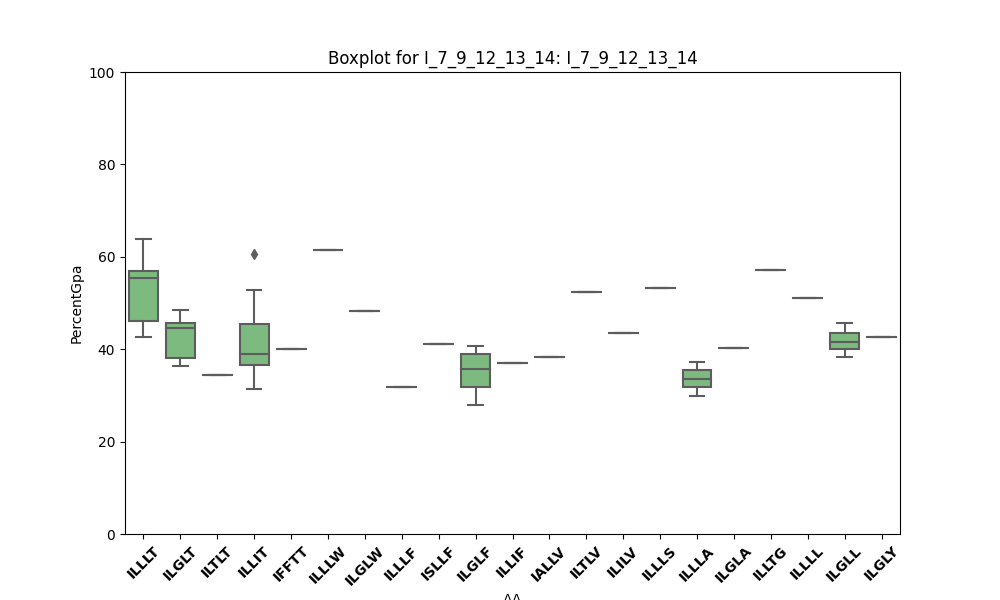 Boxplot for I_7_9_12_13_14: I_7_9_12_13_14
100
80
60
40
20
0
PercentGpa
ILLLT
ILGLT
ILTLT
ILLIT
IFFTT
ILLLW
ILGLW
ILLLF
ISLLF
ILGLF
ILLIF
IALLV
ILTLV
ILILV
ILLLS
ILLLA
ILGLA
ILLTG
ILLLL
ILGLL
ILGLY
AA